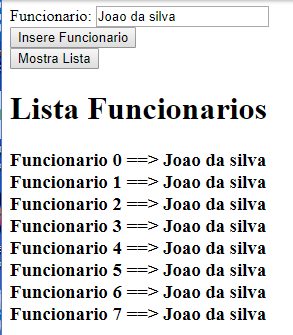 Funcionario: Joao da silva
Insere Funcionario
Mostra Lista
Lista Funcionarios
Funcionario 0 ==> Joao da silva
Funcionario 1 ==> Joao da silva
Funcionario 2 ==> Joao da silva
Funcionario 3 ==> Joao da silva
Funcionario 4 ==> Joao da silva
Funcionario 5 ==> Joao da silva
Funcionario 6 ==> Joao da silva
Funcionario 7 ==> Joao da silva